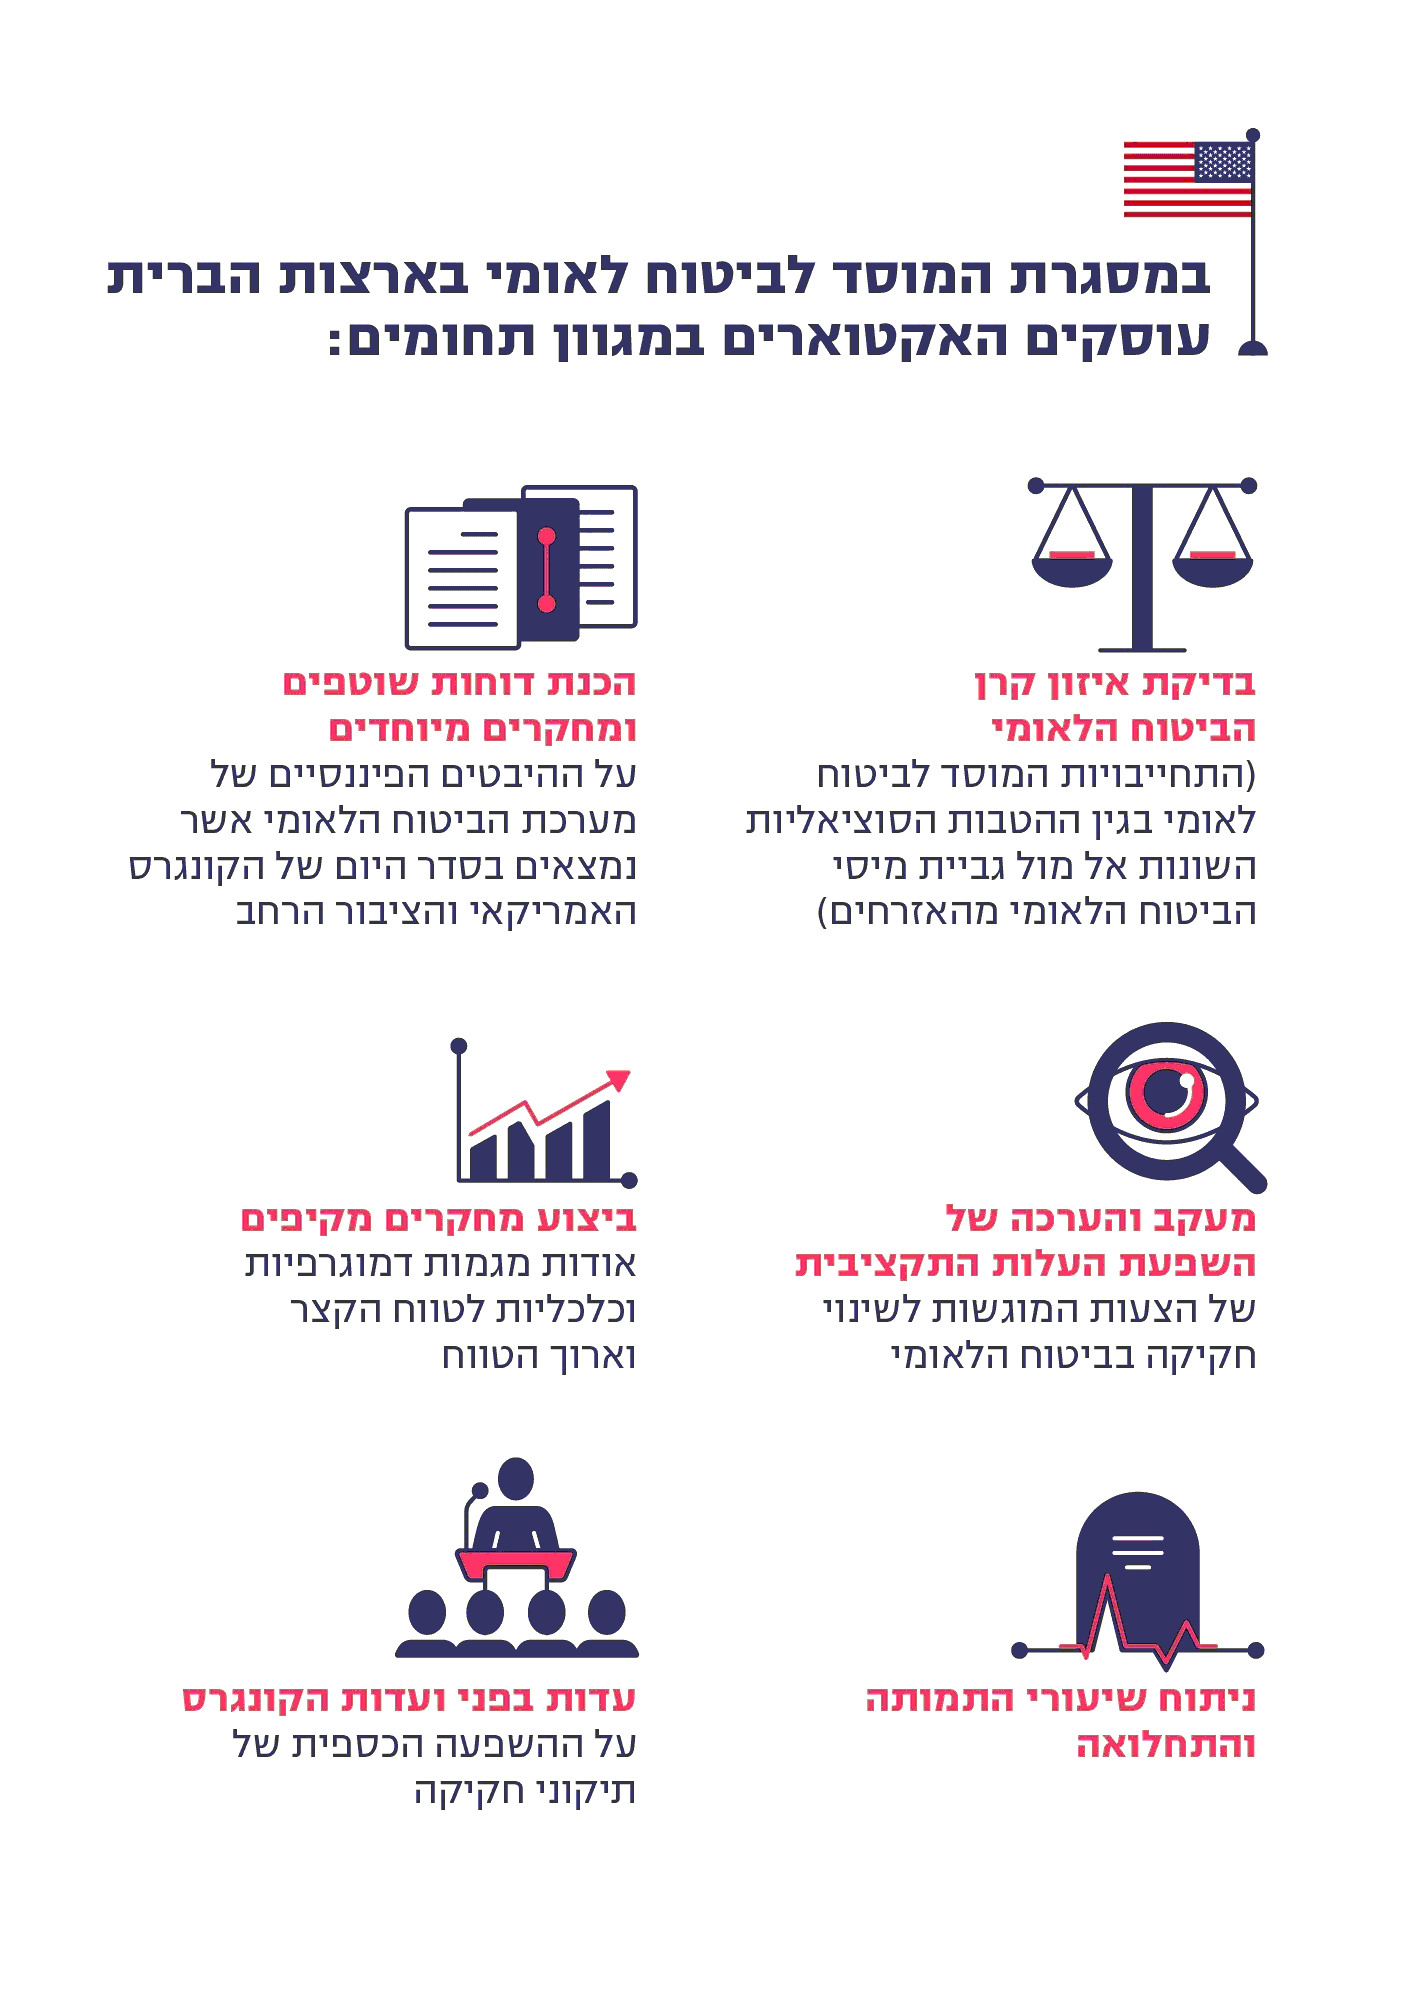 במסגרת המוסד לביטוח לאומי בארצות הברית
עוסקים האקטוארים במגוון תחומים:
בדיקת איזון קרן
הביטוח הלאומי
(התחייבויות המוסד לביטוח
לאומי בגין ההטבות הסוציאליות
השונות אל מול גביית מיסי
הביטוח הלאומי מהאזרחים)
הכנת דוחות שוטפים
ומחקרים מיוחדים
על ההיבטים הפיננסיים של
מערכת הביטוח הלאומי אשר
נמצאים בסדר היום של הקונגרס
האמריקאי והציבור הרחב
מעקב והערכה של
השפעת העלות התקציבית
של הצעות המוגשות לשינוי
חקיקה בביטוח הלאומי
ביצוע מחקרים מקיפים
אודות מגמות דמוגרפיות
וכלכליות לטווח הקצר
וארוך הטווח
ניתוח שיעורי התמותה
והתחלואה
עדות בפני ועדות הקונגרס
על ההשפעה הכספית של
תיקוני חקיקה